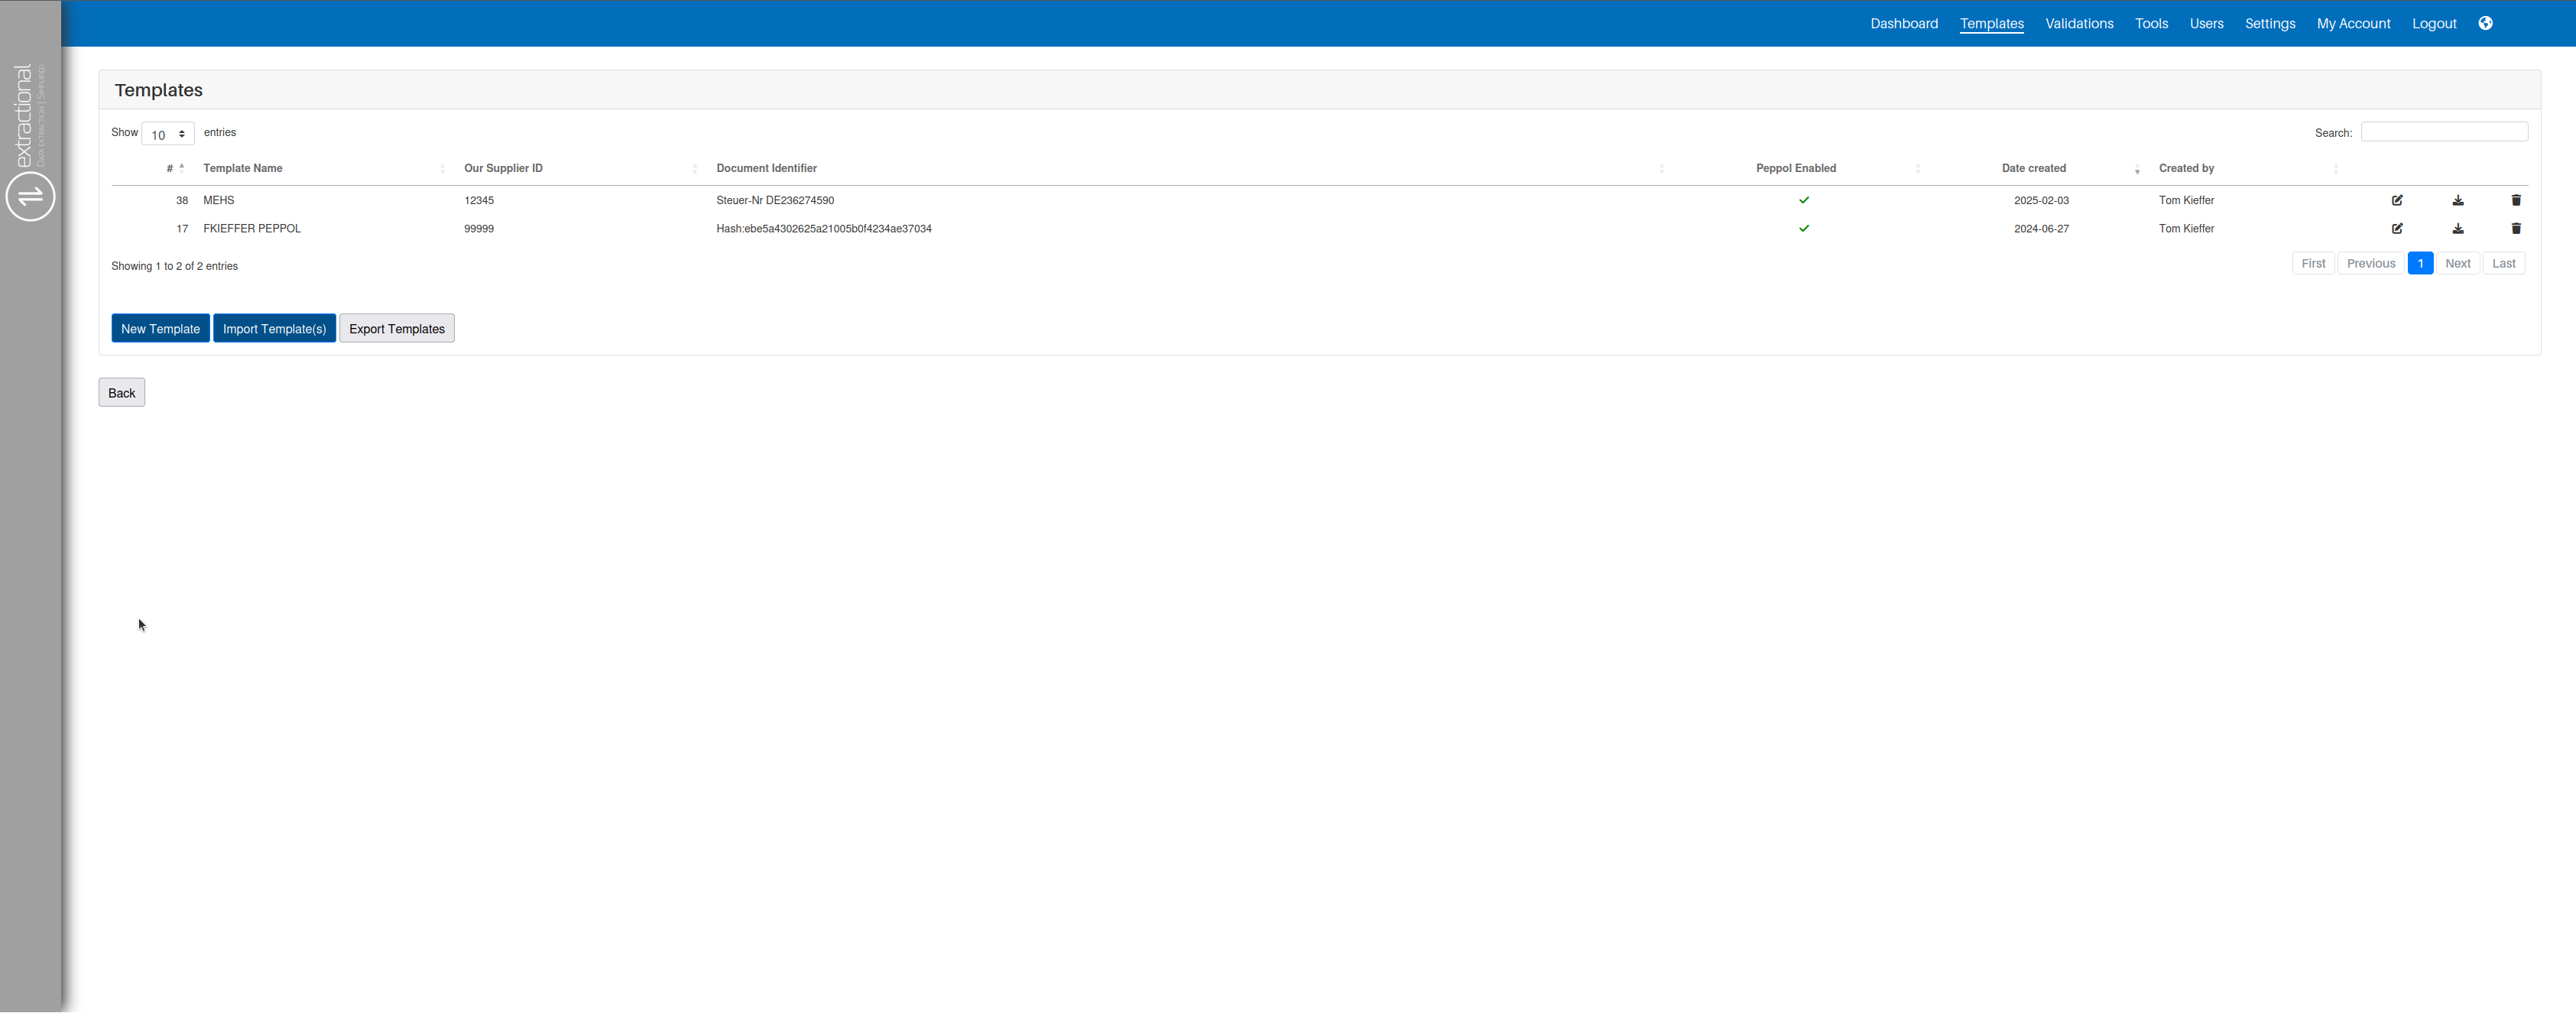 Dashboard Templates Validations Tools Users Settings My Account Logout
extractional
DATA EXTRACTION | SIMPLIFIED
Templates
Show 10 entries Search:
# Template Name Our Supplier ID Document Identifier Peppol Enabled Date created Created by
38 MEHS 12345 Steuer-Nr DE236274590 2025-02-03 Tom Kieffer
17 FKIEFFER PEPPOL 99999 Hash:ebe5a4302625a21005b0f4234ae37034 2024-06-27 Tom Kieffer
Showing 1 to 2 of 2 entries First Previous 1 Next Last
New Template Import Template(s) Export Templates
Back